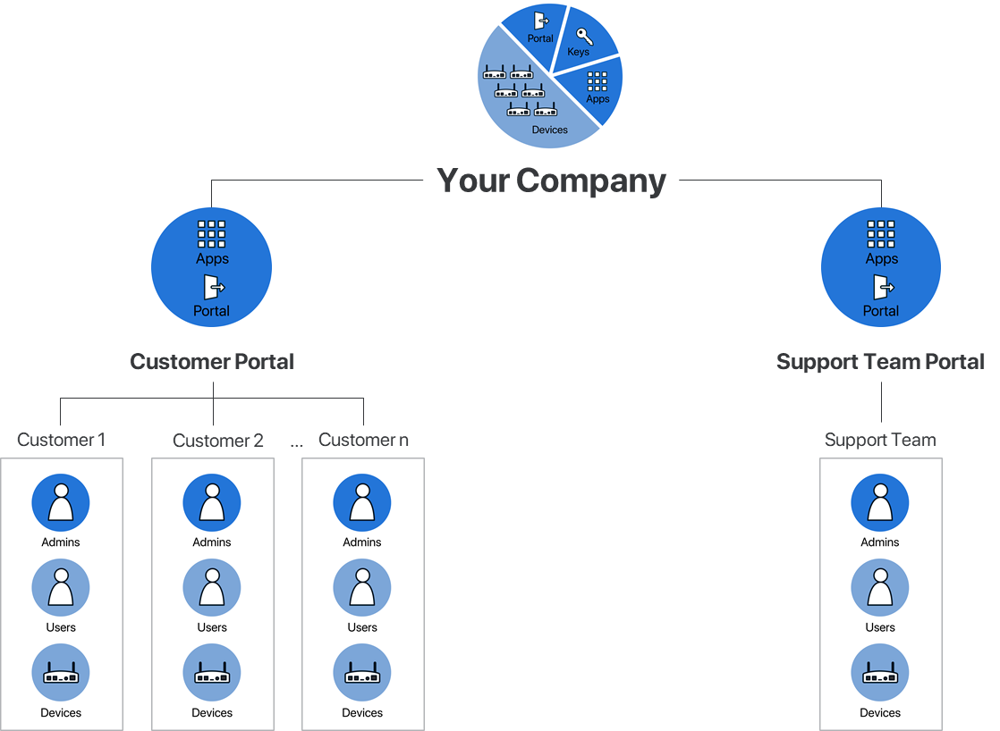 Portal
Keys
Apps
Devices
Your Company
Apps
Portal
Apps
Portal
Customer Portal
Support Team Portal
Customer 1
Customer 2
...
Customer n
Support Team
Admins
Admins
Admins
Admins
Users
Users
Users
Users
Devices
Devices
Devices
Devices